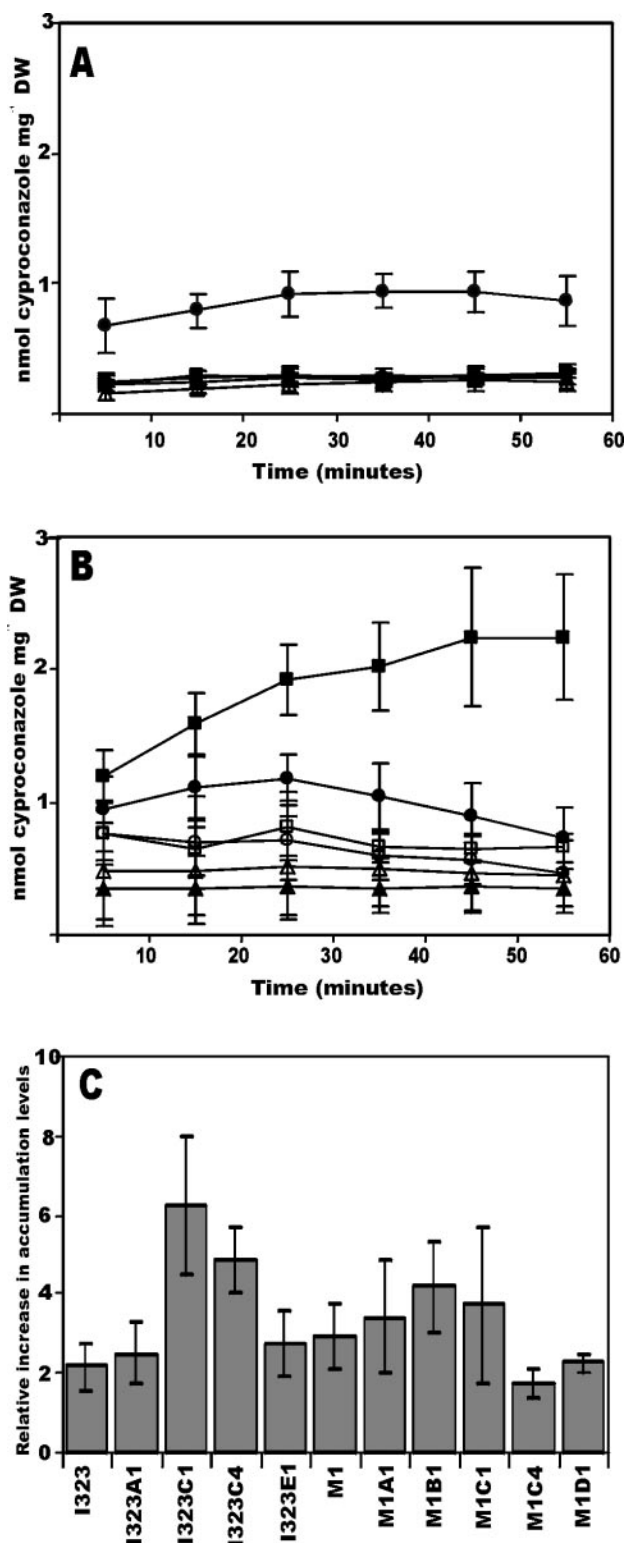 A
nmol cyproconazole mg⁻¹ DW
3
2
1
10 20 30 40 50 60
Time (minutes)
B
nmol cyproconazole mg⁻¹ DW
3
2
1
10 20 30 40 50 60
Time (minutes)
C
Relative increase in accumulation levels
10
8
6
4
2
0
I323 I323A1 I323C1 I323C4 I323E1 M1 M1A1 M1B1 M1C1 M1C4 M1D1